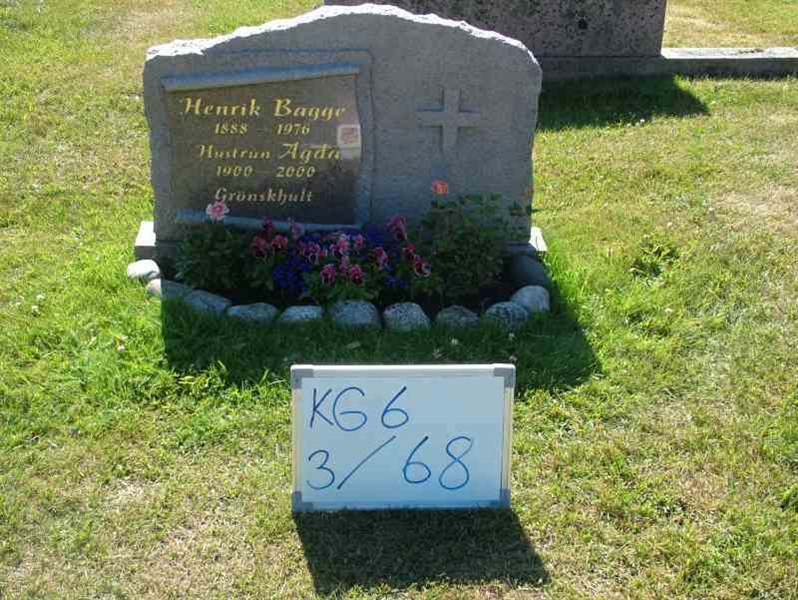 Henrik Bagge
1888 - 1976
Hustrun Agda
1900 - 2000
Grönskhult
KG 6
3/68